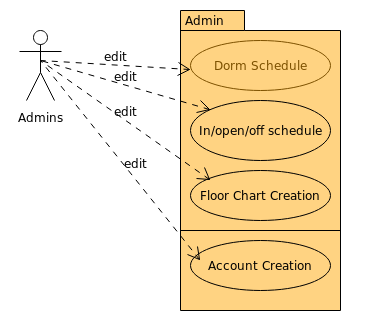 Admin
edit
Dorm Schedule
edit
Admins
edit
In/open/off schedule
edit
Floor Chart Creation
Account Creation